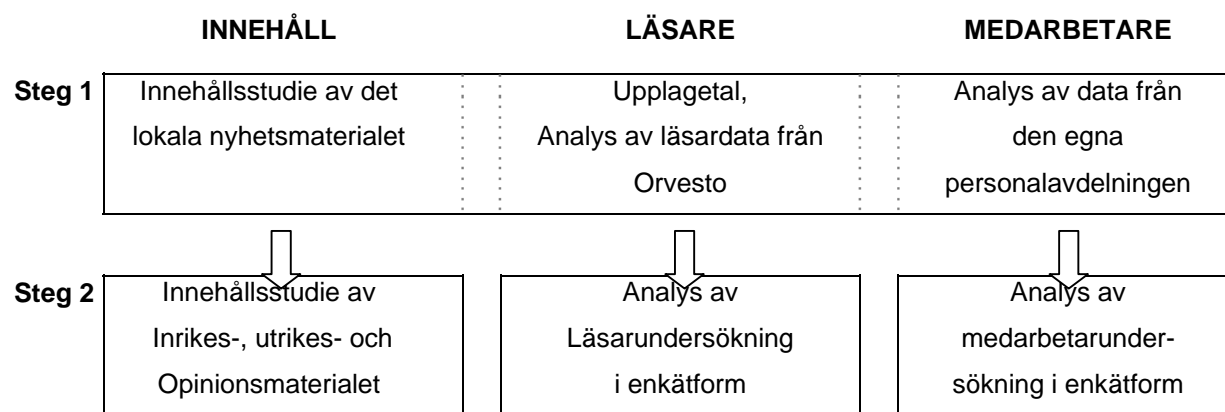 INNEHÅLL LÄSARE MEDARBETARE
Steg 1
Innehållsstudie av det
lokala nyhetsmaterialet
Upplagetal,
Analys av läsardata från
Orvesto
Analys av data från
den egna
personalavdelningen
Steg 2
Innehållsstudie av
Inrikes-, utrikes- och
Opinionsmaterialet
Analys av
Läsarundersökning
i enkätform
Analys av
medarbetarunder-
sökning i enkätform